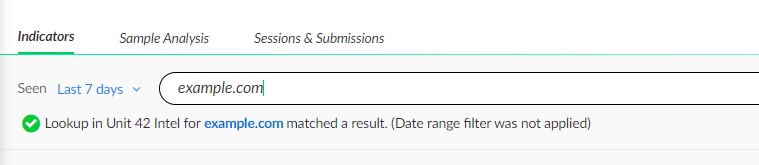 Indicators Sample Analysis Sessions & Submissions
Seen Last 7 days example.com
Lookup in Unit 42 Intel for example.com matched a result. (Date range filter was not applied)